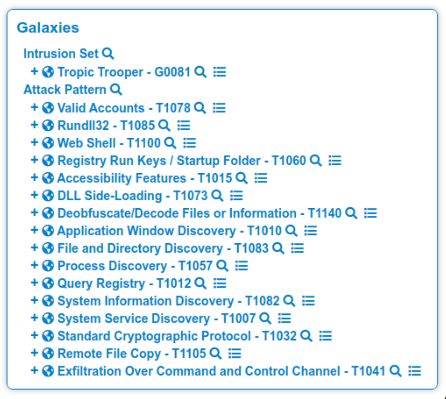 Galaxies
Intrusion Set
+ Tropic Trooper - G0081
Attack Pattern
+ Valid Accounts - T1078
+ Rundll32 - T1085
+ Web Shell - T1100
+ Registry Run Keys / Startup Folder - T1060
+ Accessibility Features - T1015
+ DLL Side-Loading - T1073
+ Deobfuscate/Decode Files or Information - T1140
+ Application Window Discovery - T1010
+ File and Directory Discovery - T1083
+ Process Discovery - T1057
+ Query Registry - T1012
+ System Information Discovery - T1082
+ System Service Discovery - T1007
+ Standard Cryptographic Protocol - T1032
+ Remote File Copy - T1105
+ Exfiltration Over Command and Control Channel - T1041